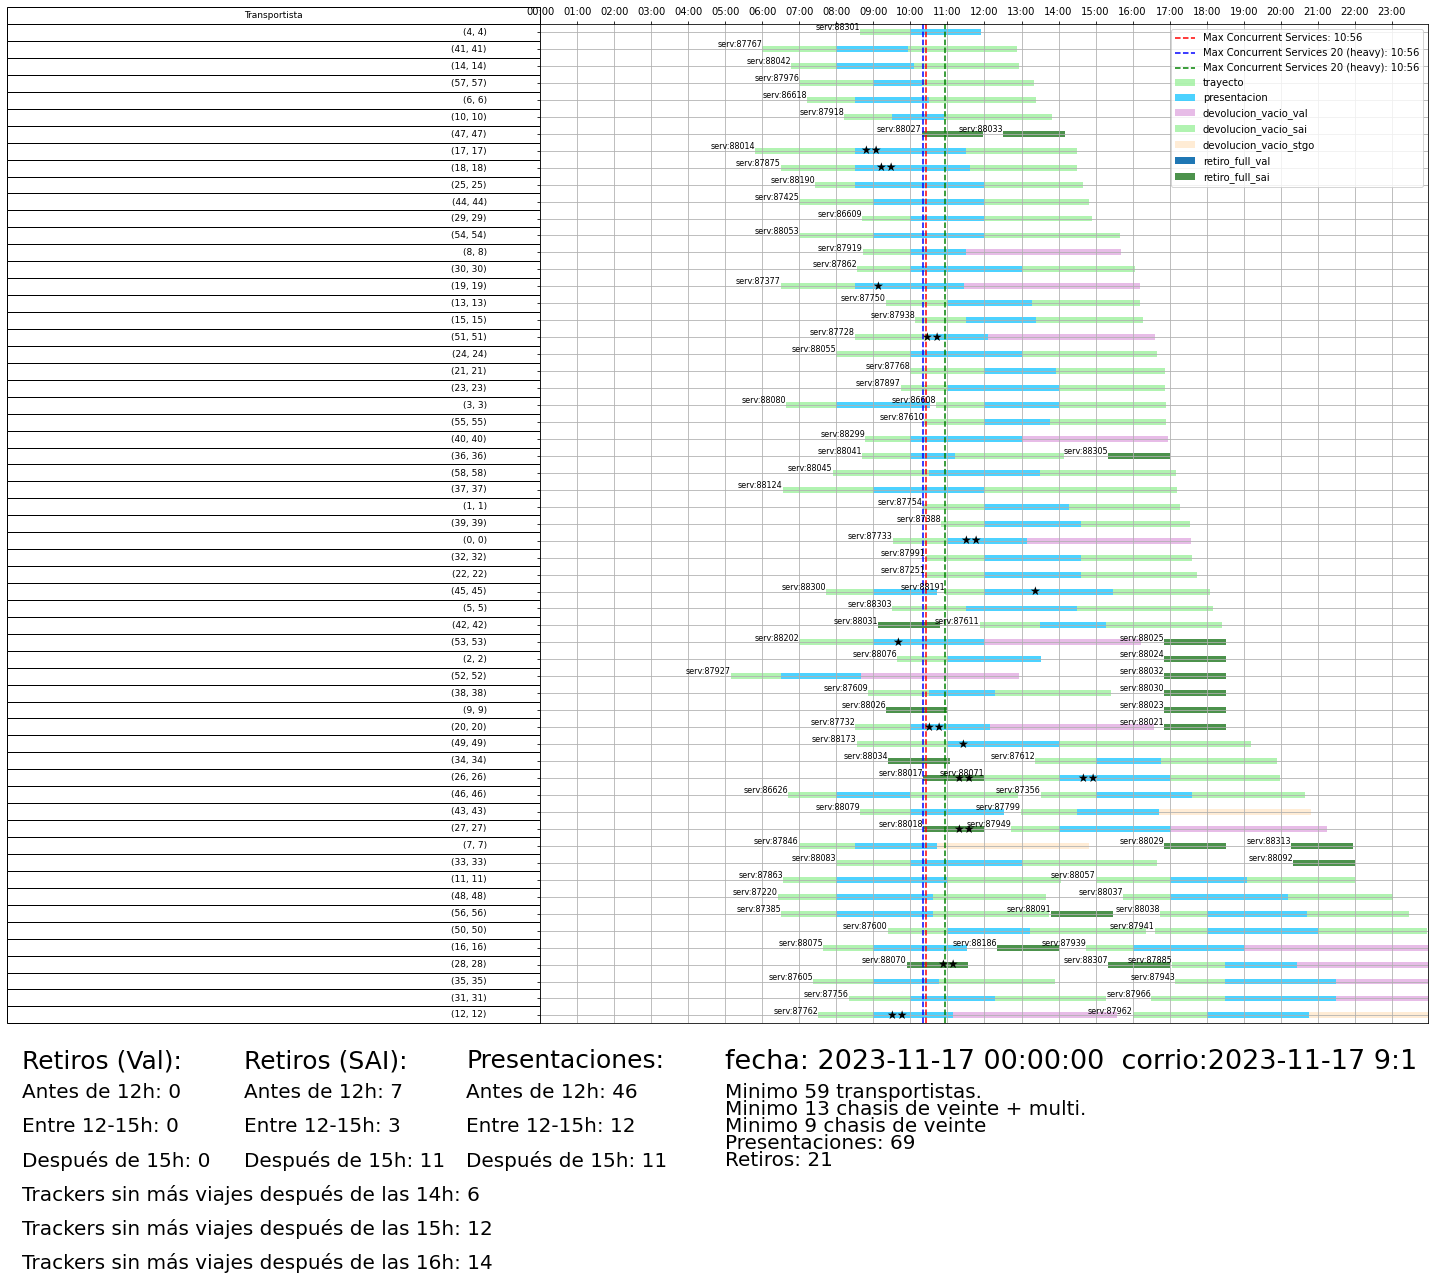 Transportista
00:00 01:00 02:00 03:00 04:00 05:00 06:00 07:00 08:00 09:00 10:00 11:00 12:00 13:00 14:00 15:00 16:00 17:00 18:00 19:00 20:00 21:00 22:00 23:00
Max Concurrent Services: 10:56
Max Concurrent Services 20 (heavy): 10:56
Max Concurrent Services 20 (heavy): 10:56
trayecto
presentacion
devolucion_vacio_val
devolucion_vacio_sai
devolucion_vacio_stgo
retiro_full_val
retiro_full_sai
(4, 4) serv:88301
(41, 41) serv:87767
(14, 14) serv:88042
(57, 57) serv:87976
(6, 6) serv:86618
(10, 10) serv:87918
(47, 47) serv:88027 serv:88033
(17, 17) serv:88014
(18, 18) serv:87875
(25, 25) serv:88190
(44, 44) serv:87425
(29, 29) serv:86609
(54, 54) serv:88053
(8, 8) serv:87919
(30, 30) serv:87862
(19, 19) serv:87377
(13, 13) serv:87750
(15, 15) serv:87938
(51, 51) serv:87728
(24, 24) serv:88055
(21, 21) serv:87768
(23, 23) serv:87897
(3, 3) serv:88080 serv:86608
(55, 55) serv:87610
(40, 40) serv:88299
(36, 36) serv:88041 serv:88305
(58, 58) serv:88045
(37, 37) serv:88124
(1, 1) serv:87754
(39, 39) serv:87388
(0, 0) serv:87733
(32, 32) serv:87991
(22, 22) serv:87251
(45, 45) serv:88300 serv:88191
(5, 5) serv:88303
(42, 42) serv:88031 serv:87611
(53, 53) serv:88202 serv:88025
(2, 2) serv:88076 serv:88024
(52, 52) serv:87927 serv:88032
(38, 38) serv:87609 serv:88030
(9, 9) serv:88026 serv:88023
(20, 20) serv:87732 serv:88021
(49, 49) serv:88173
(34, 34) serv:88034 serv:87612
(26, 26) serv:88017 serv:88071
(46, 46) serv:86626 serv:87356
(43, 43) serv:88079 serv:87799
(27, 27) serv:88018 serv:87949
(7, 7) serv:87846 serv:88029 serv:88313
(33, 33) serv:88083 serv:88092
(11, 11) serv:87863 serv:88057
(48, 48) serv:87220 serv:88037
(56, 56) serv:87385 serv:88091 serv:88038
(50, 50) serv:87600 serv:87941
(16, 16) serv:88075 serv:88186 serv:87939
(28, 28) serv:88070 serv:88307 serv:87885
(35, 35) serv:87605 serv:87943
(31, 31) serv:87756 serv:87966
(12, 12) serv:87762 serv:87962
Retiros (Val):
Antes de 12h: 0
Entre 12-15h: 0
Después de 15h: 0
Retiros (SAI):
Antes de 12h: 7
Entre 12-15h: 3
Después de 15h: 11
Presentaciones:
Antes de 12h: 46
Entre 12-15h: 12
Después de 15h: 11
Trackers sin más viajes después de las 14h: 6
Trackers sin más viajes después de las 15h: 12
Trackers sin más viajes después de las 16h: 14
fecha: 2023-11-17 00:00:00 corrio:2023-11-17 9:1
Minimo 59 transportistas.
Minimo 13 chasis de veinte + multi.
Minimo 9 chasis de veinte
Presentaciones: 69
Retiros: 21